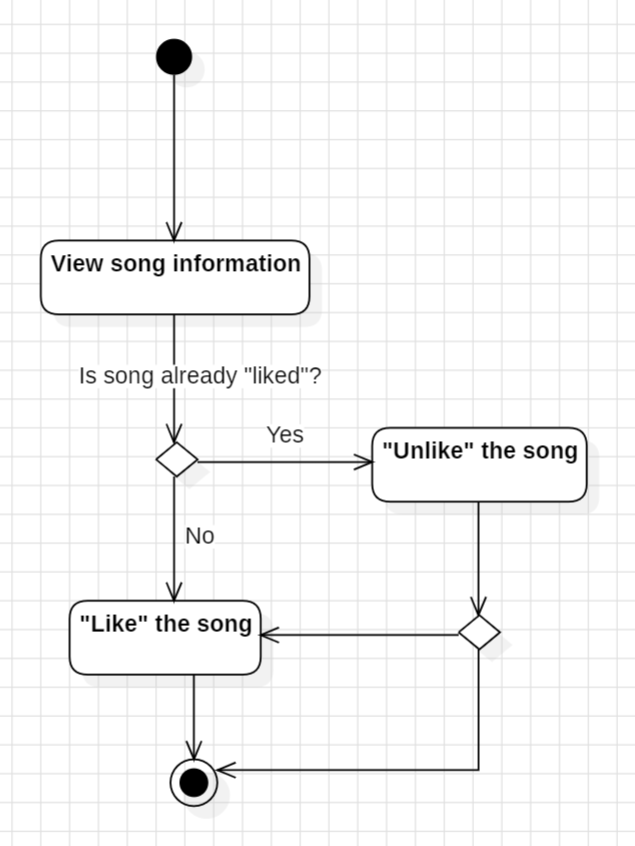 View song information
Is song already "liked"?
Yes
"Unlike" the song
No
"Like" the song